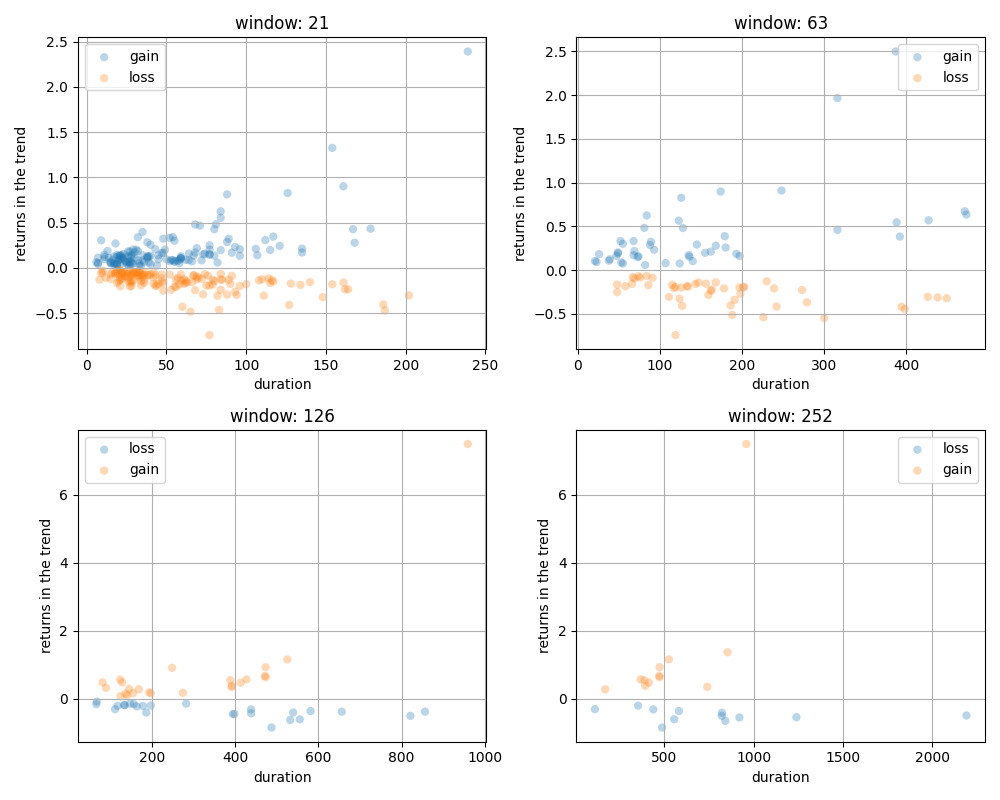 window: 21
2.5
2.0
1.5
1.0
0.5
0.0
−0.5
returns in the trend
gain
loss
0
50
100
150
200
250
duration
window: 63
2.5
2.0
1.5
1.0
0.5
0.0
−0.5
returns in the trend
gain
loss
0
100
200
300
400
duration
window: 126
6
4
2
0
returns in the trend
loss
gain
200
400
600
800
1000
duration
window: 252
6
4
2
0
returns in the trend
loss
gain
500
1000
1500
2000
duration